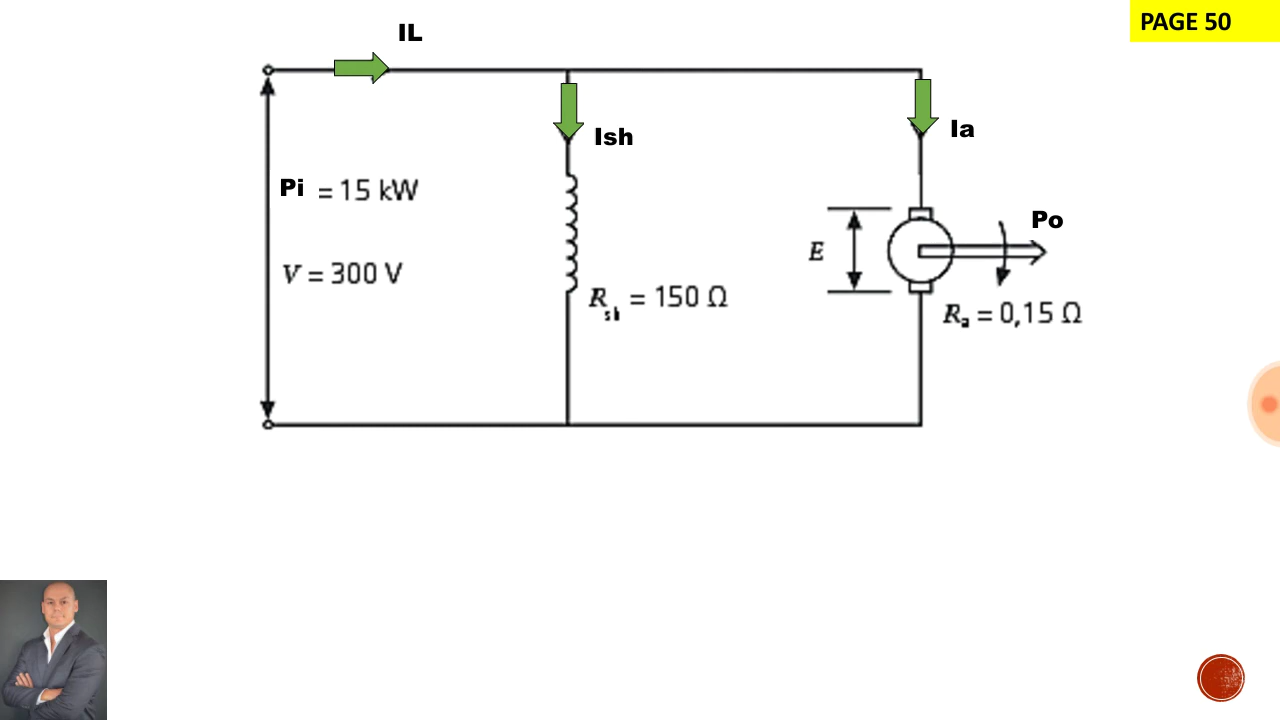 PAGE 50
IL
Ish
Ia
Pi = 15 kW
Po
E
V = 300 V
Rsh = 150 Ω
Ra = 0,15 Ω